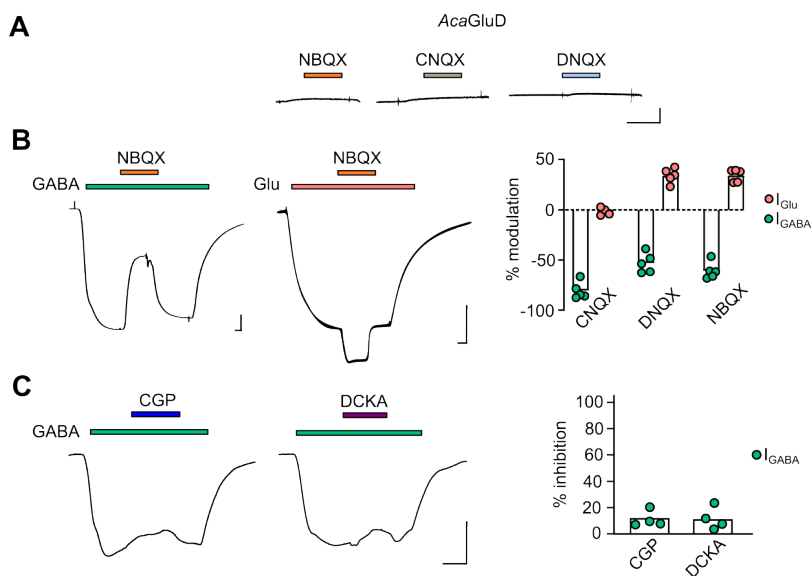 A
AcaGluD
NBQX CNQX DNQX
B
NBQX
GABA
NBQX
Glu
50
0
-50
-100
% modulation
CNQX DNQX NBQX
IGlu
IGABA
C
CGP
GABA
DCKA
100
80
60
40
20
0
% inhibition
CGP DCKA
IGABA